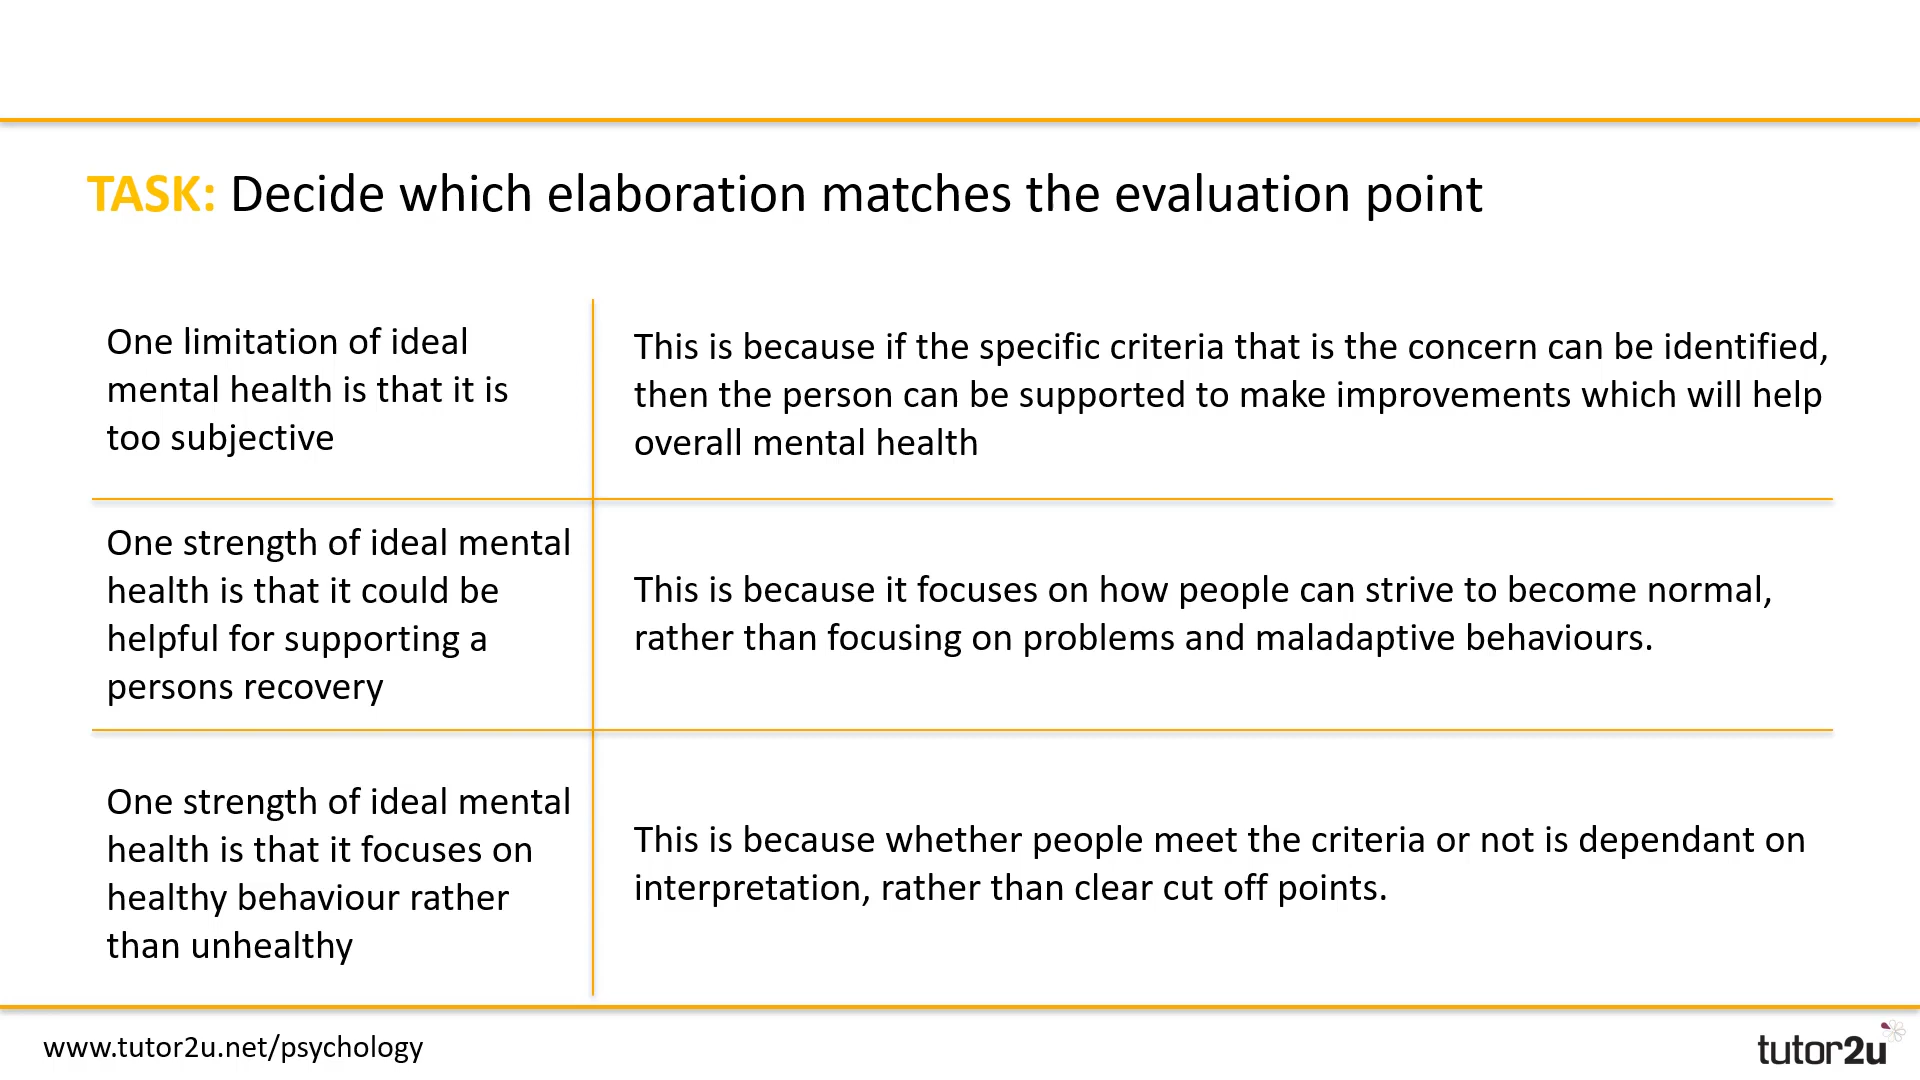 TASK: Decide which elaboration matches the evaluation point
One limitation of ideal
mental health is that it is
too subjective
This is because if the specific criteria that is the concern can be identified,
then the person can be supported to make improvements which will help
overall mental health
One strength of ideal mental
health is that it could be
helpful for supporting a
persons recovery
This is because it focuses on how people can strive to become normal,
rather than focusing on problems and maladaptive behaviours.
One strength of ideal mental
health is that it focuses on
healthy behaviour rather
than unhealthy
This is because whether people meet the criteria or not is dependant on
interpretation, rather than clear cut off points.
www.tutor2u.net/psychology
tutor2u